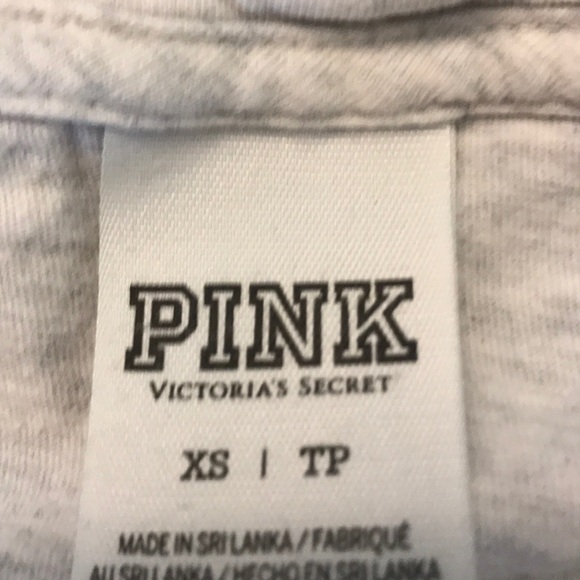 PINK
VICTORIA'S SECRET
XS | TP
MADE IN SRI LANKA / FABRIQUÉ
AU SRI LANKA / HECHO EN SRI LANKA